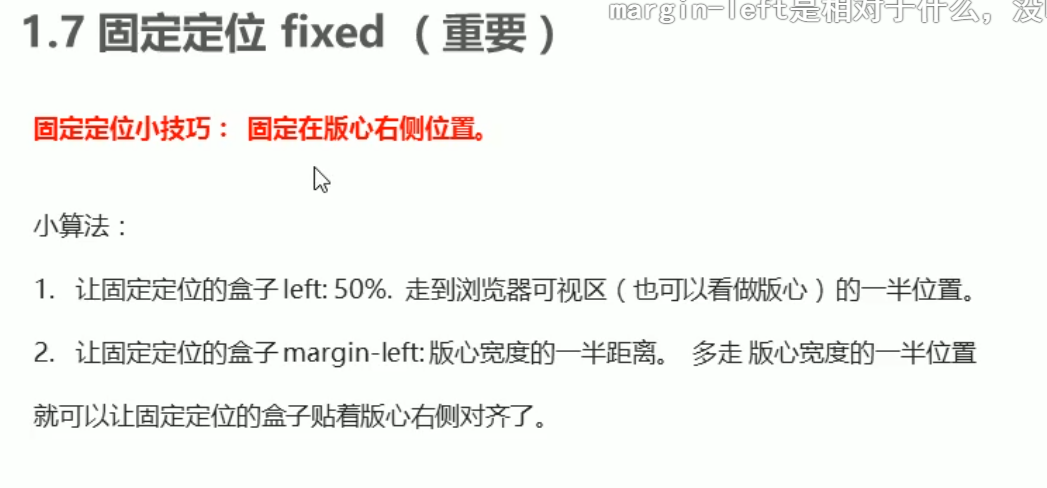 margin-left是相对于什么，没
1.7 固定定位 fixed （重要）
固定定位小技巧： 固定在版心右侧位置。
小算法：
1. 让固定定位的盒子 left: 50%. 走到浏览器可视区（也可以看做版心）的一半位置。
2. 让固定定位的盒子 margin-left: 版心宽度的一半距离。 多走 版心宽度的一半位置
就可以让固定定位的盒子贴着版心右侧对齐了。